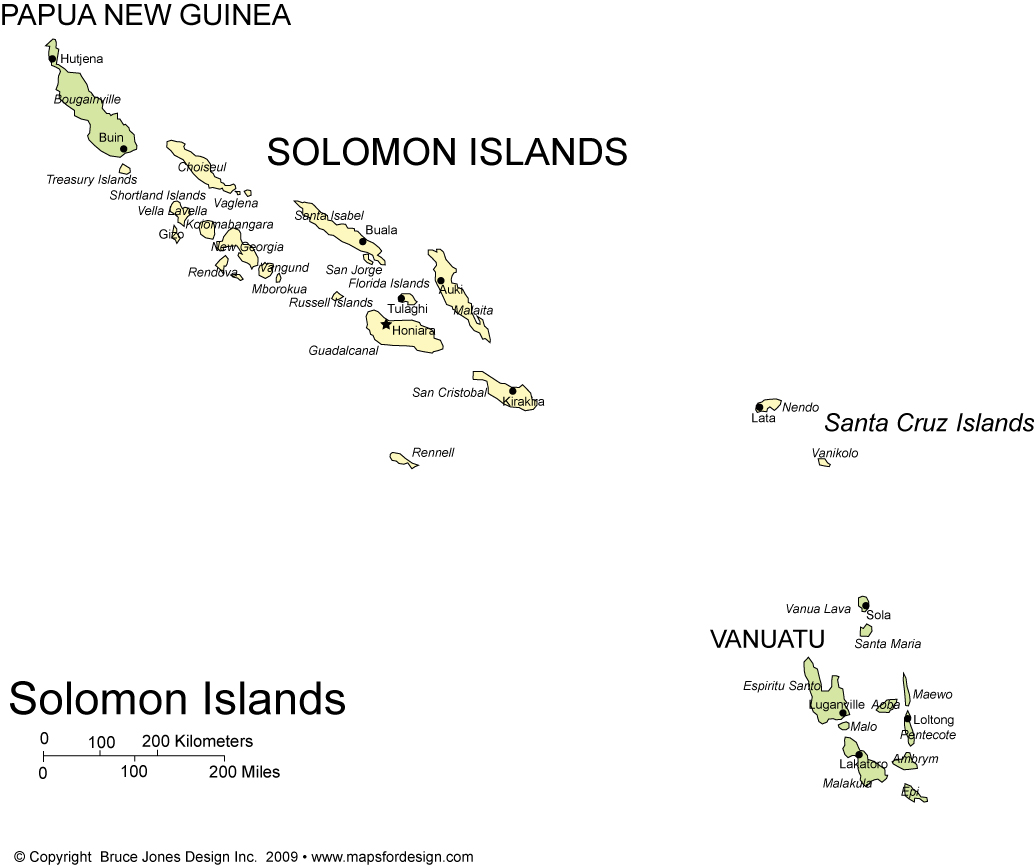 PAPUA NEW GUINEA
Hutjena
Bougainville
Buin
SOLOMON ISLANDS
Choiseul
Treasury Islands
Shortland Islands
Vaglena
Vella Lavella
Santa Isabel
Kolomabangara
Buala
Gizo
New Georgia
Vangund
San Jorge
Rendova
Florida Islands
Mborokua
Auki
Russell Islands
Tulaghi
Malaita
Honiara
Guadalcanal
San Cristobal
Kirakira
Nendo
Lata
Santa Cruz Islands
Rennell
Vanikolo
Vanua Lava
Sola
VANUATU
Santa Maria
Espiritu Santo
Maewo
Luganville
Aoba
Loltong
Malo
Pentecote
Lakatoro
Ambrym
Malakula
Epi
Solomon Islands
0 100 200 Kilometers
0 100 200 Miles
© Copyright Bruce Jones Design Inc. 2009 • www.mapsfordesign.com